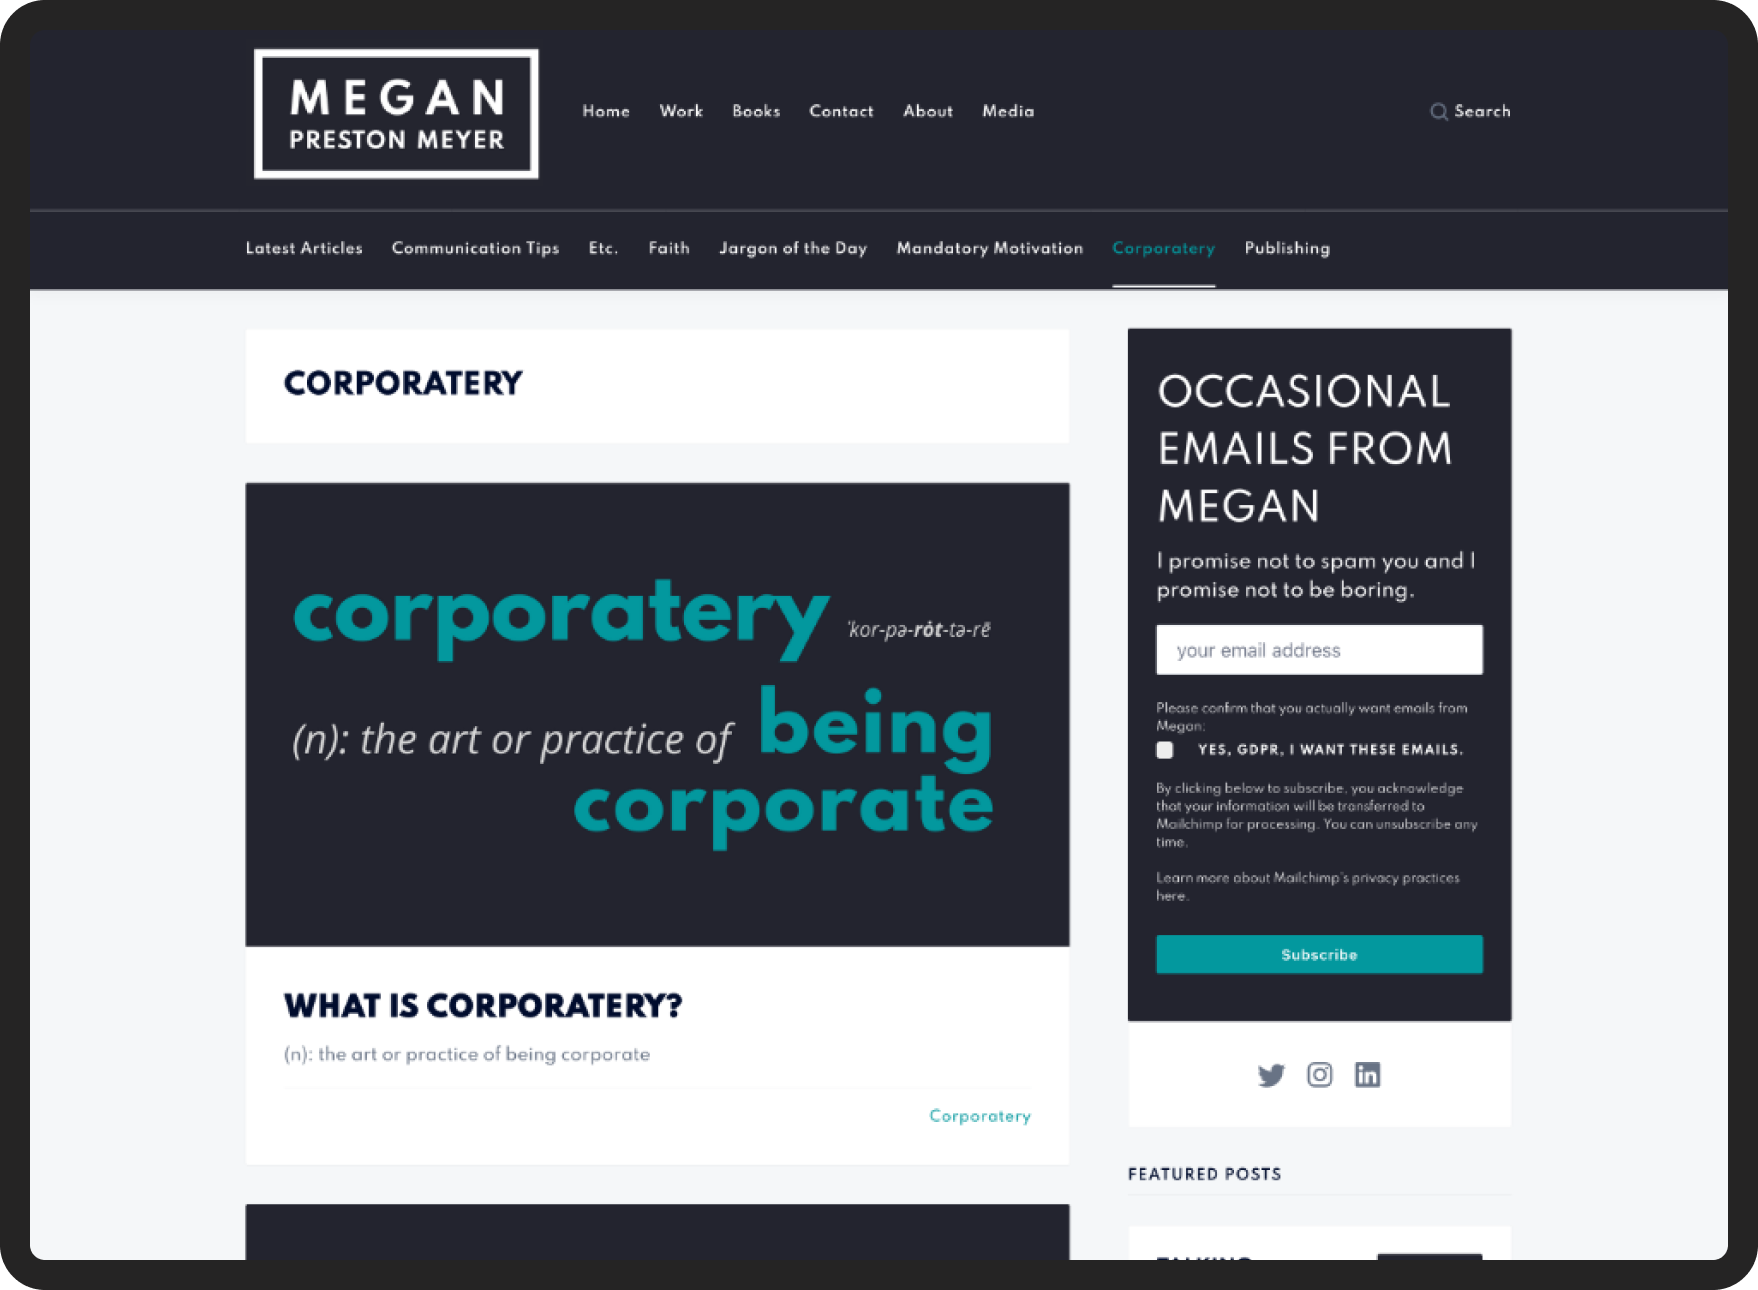 MEGAN
PRESTON MEYER
Home Work Books Contact About Media
Search
Latest Articles Communication Tips Etc. Faith Jargon of the Day Mandatory Motivation Corporatery Publishing
CORPORATERY
corporatery ˈkor-pə-rȯt-tə-rē
(n): the art or practice of being
corporate
WHAT IS CORPORATERY?
(n): the art or practice of being corporate
Corporatery
OCCASIONAL
EMAILS FROM
MEGAN
I promise not to spam you and I
promise not to be boring.
your email address
Please confirm that you actually want emails from
Megan:
YES, GDPR, I WANT THESE EMAILS.
By clicking below to subscribe, you acknowledge
that your information will be transferred to
Mailchimp for processing. You can unsubscribe any
time.
Learn more about Mailchimp's privacy practices
here.
Subscribe
in
FEATURED POSTS